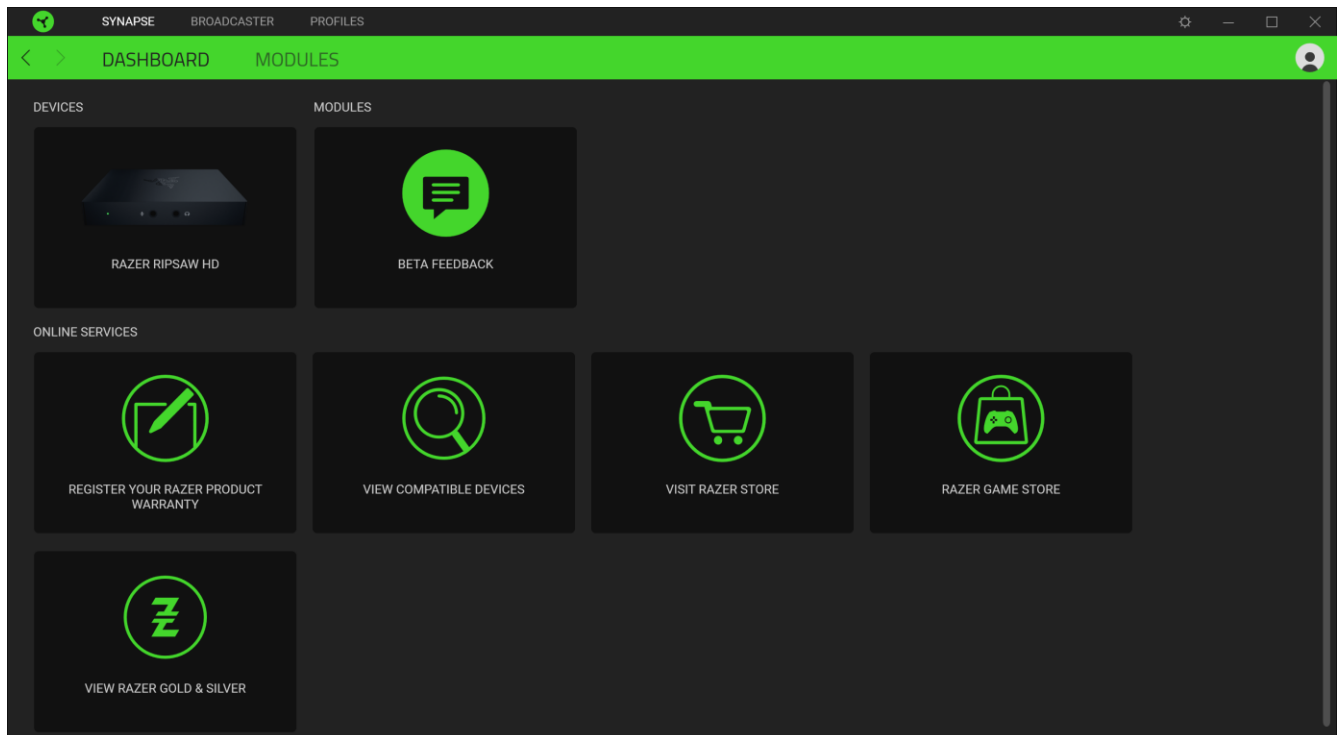 SYNAPSE BROADCASTER PROFILES
DASHBOARD MODULES
DEVICES MODULES
RAZER RIPSAW HD BETA FEEDBACK
ONLINE SERVICES
REGISTER YOUR RAZER PRODUCT
WARRANTY
VIEW COMPATIBLE DEVICES
VISIT RAZER STORE
RAZER GAME STORE
VIEW RAZER GOLD & SILVER